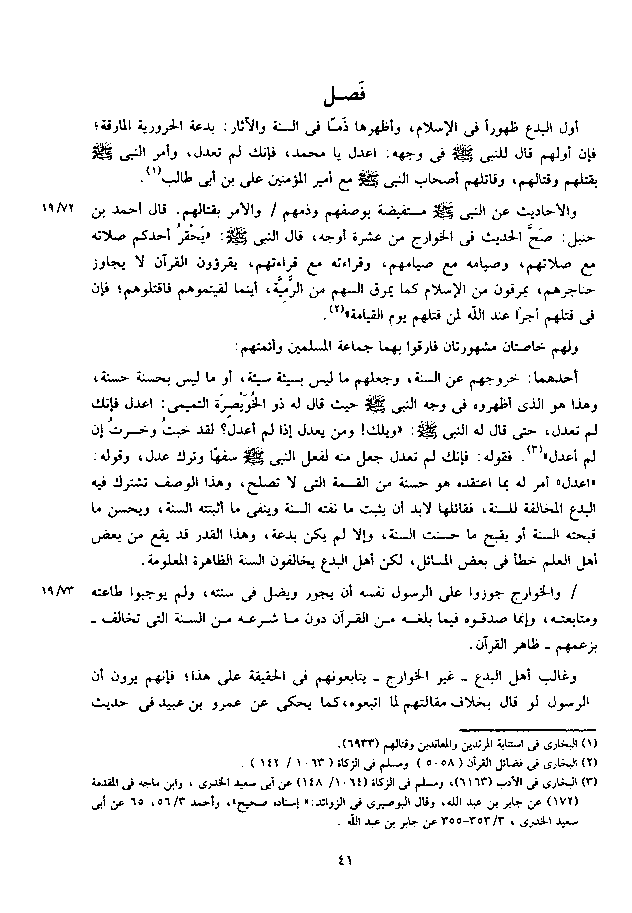 فَصـل
أول البدع ظهوراً فى الإسلام، وأظهرها ذَمّا فى السنة والآثار: بدعة الحرورية المارقة؛
فإن أولهم قال للنبى ﷺ فى وجهه: اعدل يا محمد، فإنك لم تعدل، وأمر النبى ﷺ
بقتلهم وقتالهم، وقاتلهم أصحاب النبى ﷺ مع أمير المؤمنين على بن أبى طالب(١).
والأحاديث عن النبى ﷺ مستفيضة بوصفهم وذمهم / والأمر بقتالهم. قال أحمد بن
١٩/٧٢
حنبل: صَحَّ الحديث فى الخوارج من عشرة أوجه، قال النبى ﷺ: «يَحْقرُ أحدكم صلاته
مع صلاتهم، وصيامه مع صيامهم، وقراءته مع قراءتهم، يقرؤون القرآن لا يجاوز
حناجرهم، يمرقون من الإسلام كما يمرق السهم من الرَّميَّة، أينما لقيتموهم فاقتلوهم؛ فإن
فى قتلهم أجرًا عند الله لمن قتلهم يوم القيامة»(٢).
ولهم خاصتان مشهورتان فارقوا بهما جماعة المسلمين وأئمتهم:
أحدهما: خروجهم عن السنة، وجعلهم ما ليس بسيئة سيئة، أو ما ليس بحسنة حسنة،
وهذا هو الذى أظهروه فى وجه النبى ﷺ حيث قال له ذو الخُوَيْصِرَة التميمى: اعدل فإنك
لم تعدل، حتى قال له النبى ﷺ: «ويلك! ومن يعدل إذا لم أعدل؟ لقد خبتُ وخسرتُ إن
لم أعدل»(٣). فقوله: فإنك لم تعدل جعل منه لفعل النبى ﷺ سفهًا وترك عدل، وقوله:
«اعدل» أمر له بما اعتقده هو حسنة من القسمة التى لا تصلح، وهذا الوصف تشترك فيه
البدع المخالفة للسنة، فقائلها لابد أن يثبت ما نفته السنة وينفى ما أثبتته السنة، ويحسن ما
قبحته السنة أو يقبح ما حسنت السنة، وإلا لم يكن بدعة، وهذا القدر قد يقع من بعض
أهل العلم خطأ فى بعض المسائل، لكن أهل البدع يخالفون السنة الظاهرة المعلومة.
/ والخوارج جوزوا على الرسول نفسه أن يجور ويضل فى سنته، ولم يوجبوا طاعته
١٩/٧٣
ومتابعتـه، وإنما صدقـوه فيما بلغـه مـن القـرآن دون مـا شـرعـه مـن السنة التى تخالف ـ
بزعمهم ـ ظاهر القرآن.
وغالب أهل البدع ـ غير الخوارج ـ يتابعونهم فى الحقيقة على هذا؛ فإنهم يرون أن
الرسول لو قال بخلاف مقالتهم لما اتبعوه،كما يحكى عن عمرو بن عبيد فى حديث
(١) البخارى فى استتابة المرتدين والمعاندين وقتالهم (٦٩٣٣).
(٢) البخارى فى فضائل القرآن (٥٠٥٨) ومسلم فى الزكاة (١٠٦٣ / ١٤٢).
(٣) البخارى فى الأدب (٦١٦٣)، ومسلم فى الزكاة (١٠٦٤/ ١٤٨) عن أبى سعيد الخدرى ، وابن ماجه فى المقدمة
(١٧٢) عن جابر بن عبد الله، وقال البوصيرى فى الزوائد: «إسناده صحيح»، وأحمد ٥٦/٣، ٦٥ عن أبى
سعيد الخدرى ، ٣٥٣/٣-٣٥٥ عن جابر بن عبد الله .
٤١